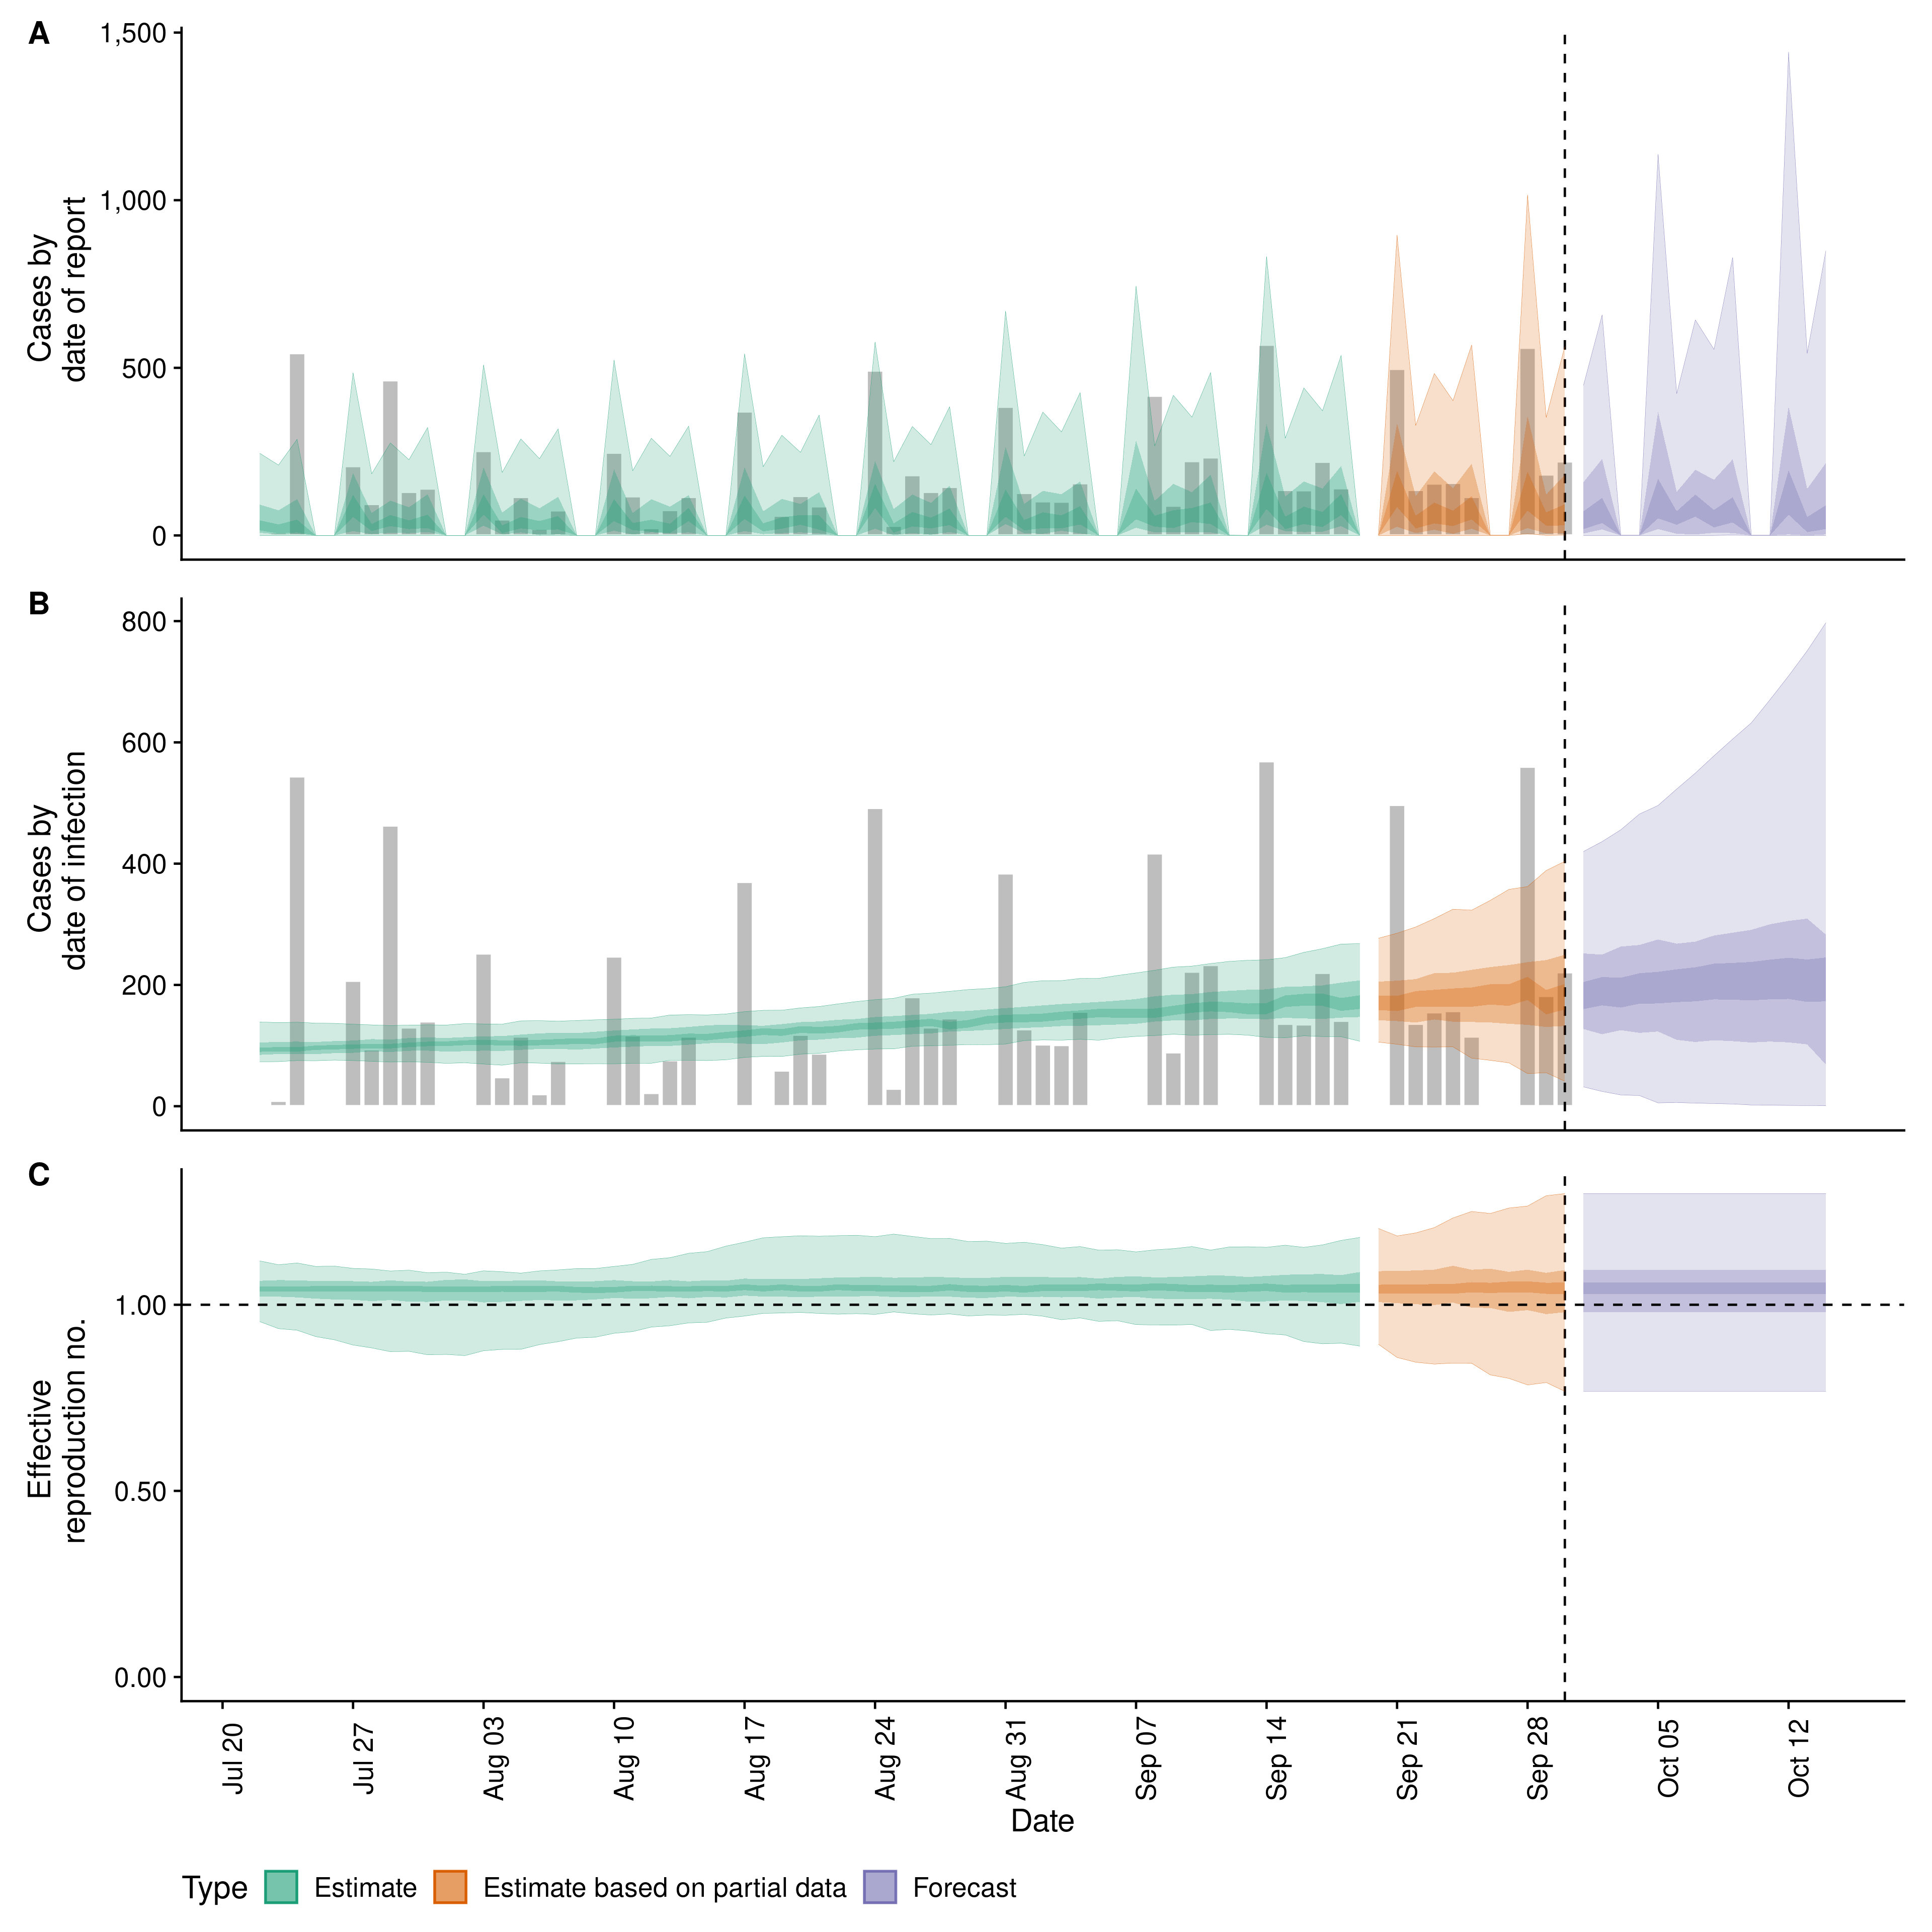 A
Cases by
date of report
1,500
1,000
500
0
B
Cases by
date of infection
800
600
400
200
0
C
Effective
reproduction no.
1.00
0.50
0.00
Jul 20
Jul 27
Aug 03
Aug 10
Aug 17
Aug 24
Aug 31
Sep 07
Sep 14
Sep 21
Sep 28
Oct 05
Oct 12
Date
Type Estimate Estimate based on partial data Forecast